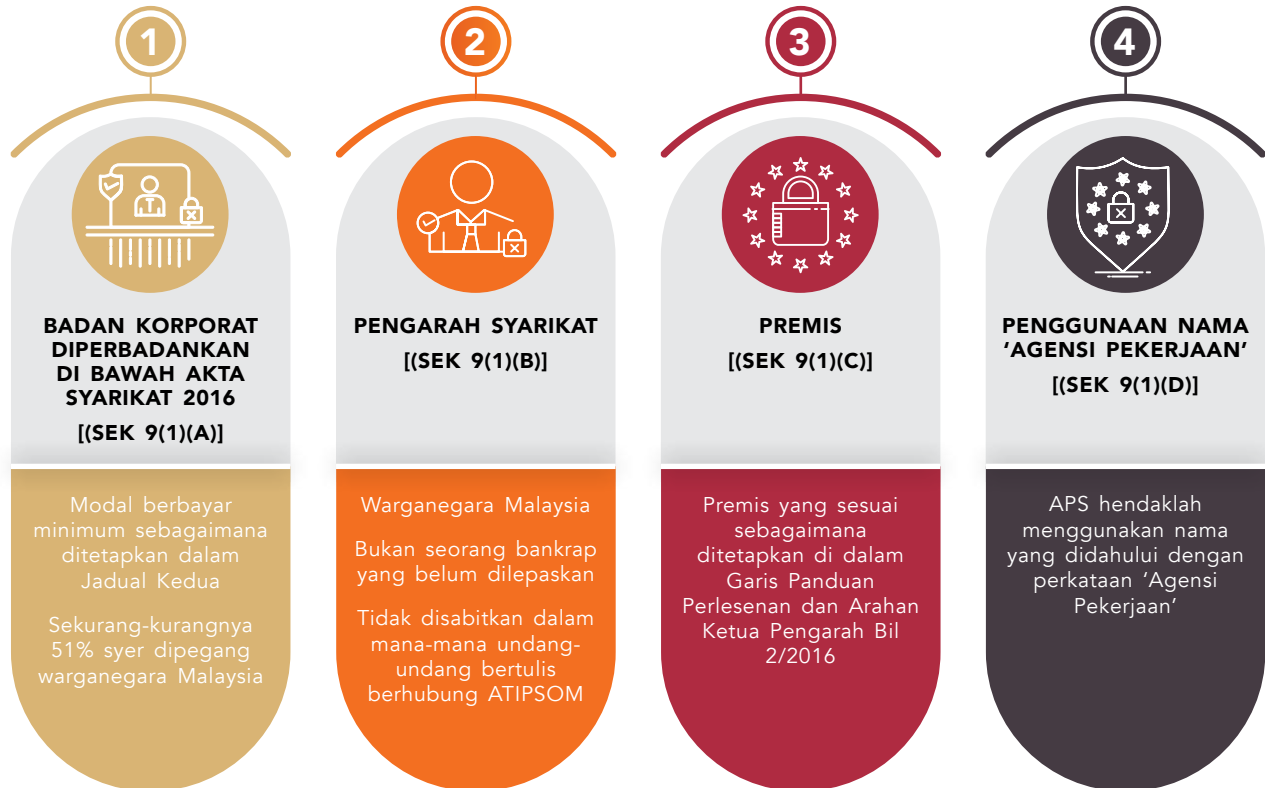 1
BADAN KORPORAT
DIPERBADANKAN
DI BAWAH AKTA
SYARIKAT 2016
[(SEK 9(1)(A)]
Modal berbayar
minimum sebagaimana
ditetapkan dalam
Jadual Kedua
Sekurang-kurangnya
51% syer dipegang
warganegara Malaysia
2
PENGARAH SYARIKAT
[(SEK 9(1)(B)]
Warganegara Malaysia
Bukan seorang bankrap
yang belum dilepaskan
Tidak disabitkan dalam
mana-mana undang-
undang bertulis
berhubung ATIPSOM
3
PREMIS
[(SEK 9(1)(C)]
Premis yang sesuai
sebagaimana
ditetapkan di dalam
Garis Panduan
Perlesenan dan Arahan
Ketua Pengarah Bil
2/2016
4
PENGGUNAAN NAMA
‘AGENSI PEKERJAAN’
[(SEK 9(1)(D)]
APS hendaklah
menggunakan nama
yang didahului dengan
perkataan ‘Agensi
Pekerjaan’